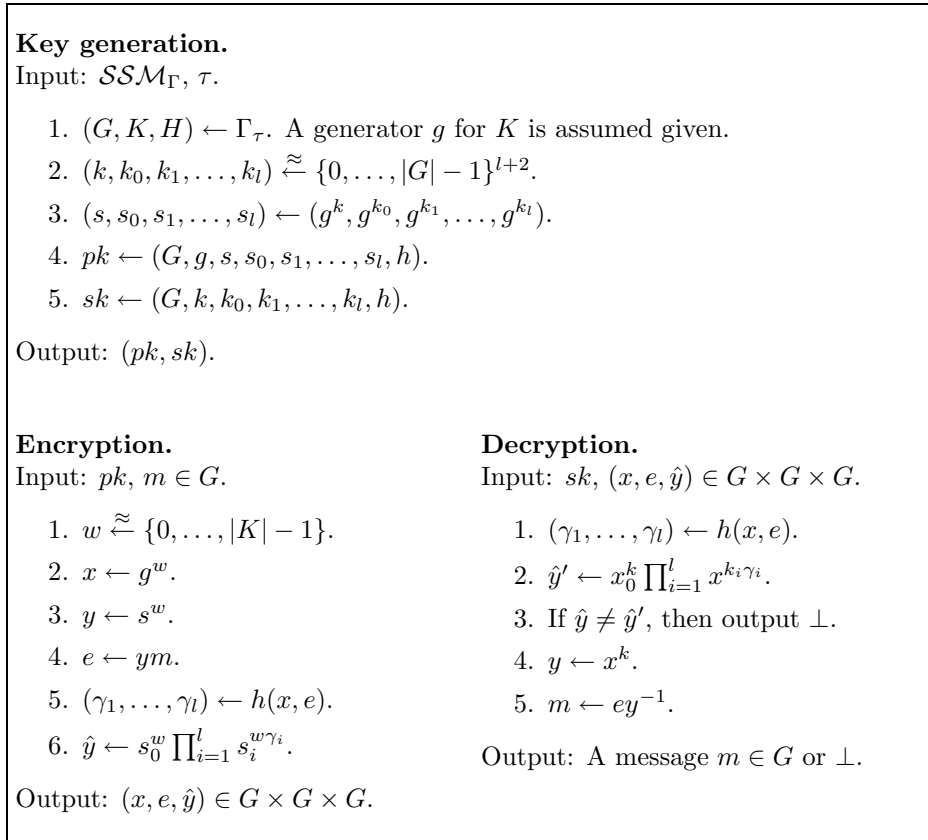 Key generation.
Input: 𝒮𝒮ℳ_Γ, τ.
1. (G, K, H) ← Γ_τ. A generator g for K is assumed given.
2. (k, k_0, k_1, . . . , k_l) ←^≈ {0, . . . , |G| − 1}^{l+2}.
3. (s, s_0, s_1, . . . , s_l) ← (g^k, g^{k_0}, g^{k_1}, . . . , g^{k_l}).
4. pk ← (G, g, s, s_0, s_1, . . . , s_l, h).
5. sk ← (G, k, k_0, k_1, . . . , k_l, h).
Output: (pk, sk).
Encryption.
Input: pk, m ∈ G.
1. w ←^≈ {0, . . . , |K| − 1}.
2. x ← g^w.
3. y ← s^w.
4. e ← ym.
5. (γ_1, . . . , γ_l) ← h(x, e).
6. ŷ ← s_0^w ∏_{i=1}^l s_i^{wγ_i}.
Output: (x, e, ŷ) ∈ G × G × G.
Decryption.
Input: sk, (x, e, ŷ) ∈ G × G × G.
1. (γ_1, . . . , γ_l) ← h(x, e).
2. ŷ′ ← x_0^k ∏_{i=1}^l x^{k_iγ_i}.
3. If ŷ ≠ ŷ′, then output ⊥.
4. y ← x^k.
5. m ← ey^{−1}.
Output: A message m ∈ G or ⊥.